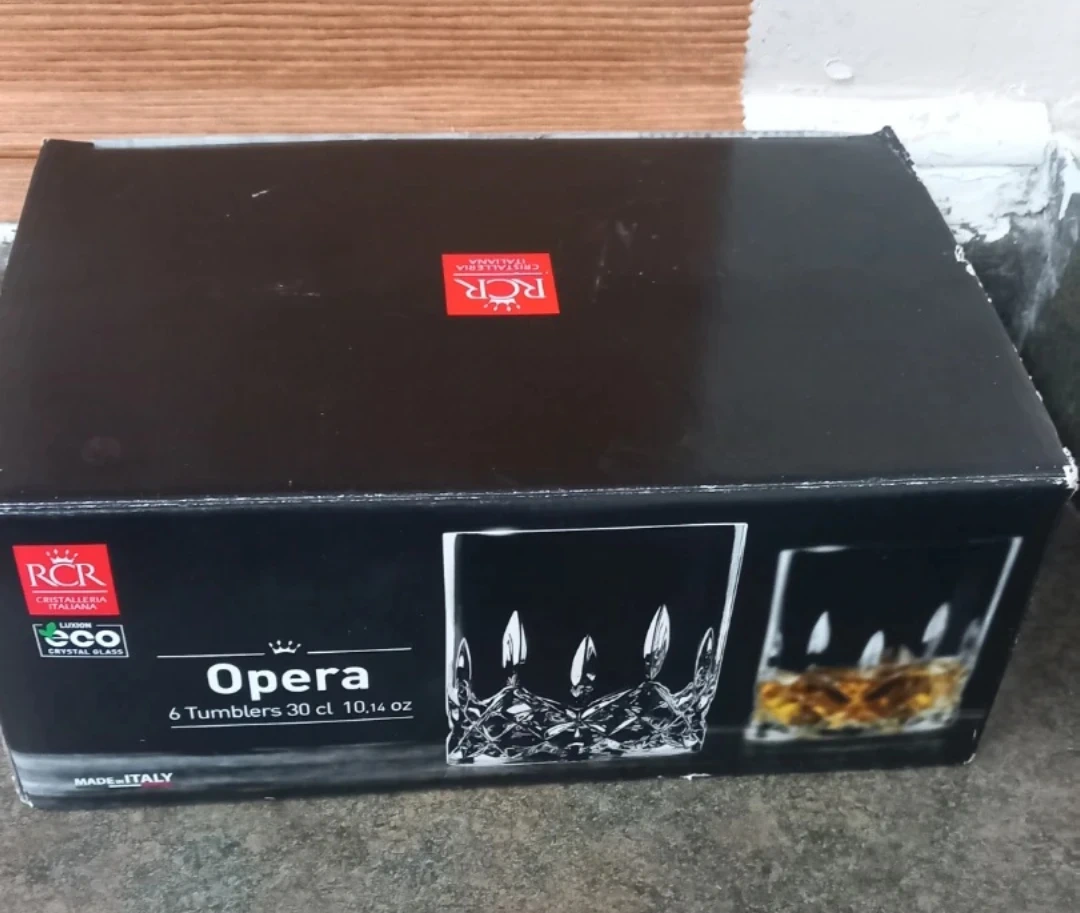 RCR
CRISTALLERIA
ITALIANA
RCR
CRISTALLERIA
ITALIANA
LUXION
eco
CRYSTAL GLASS
Opera
6 Tumblers 30 cl 10,14 oz
MADE IN ITALY